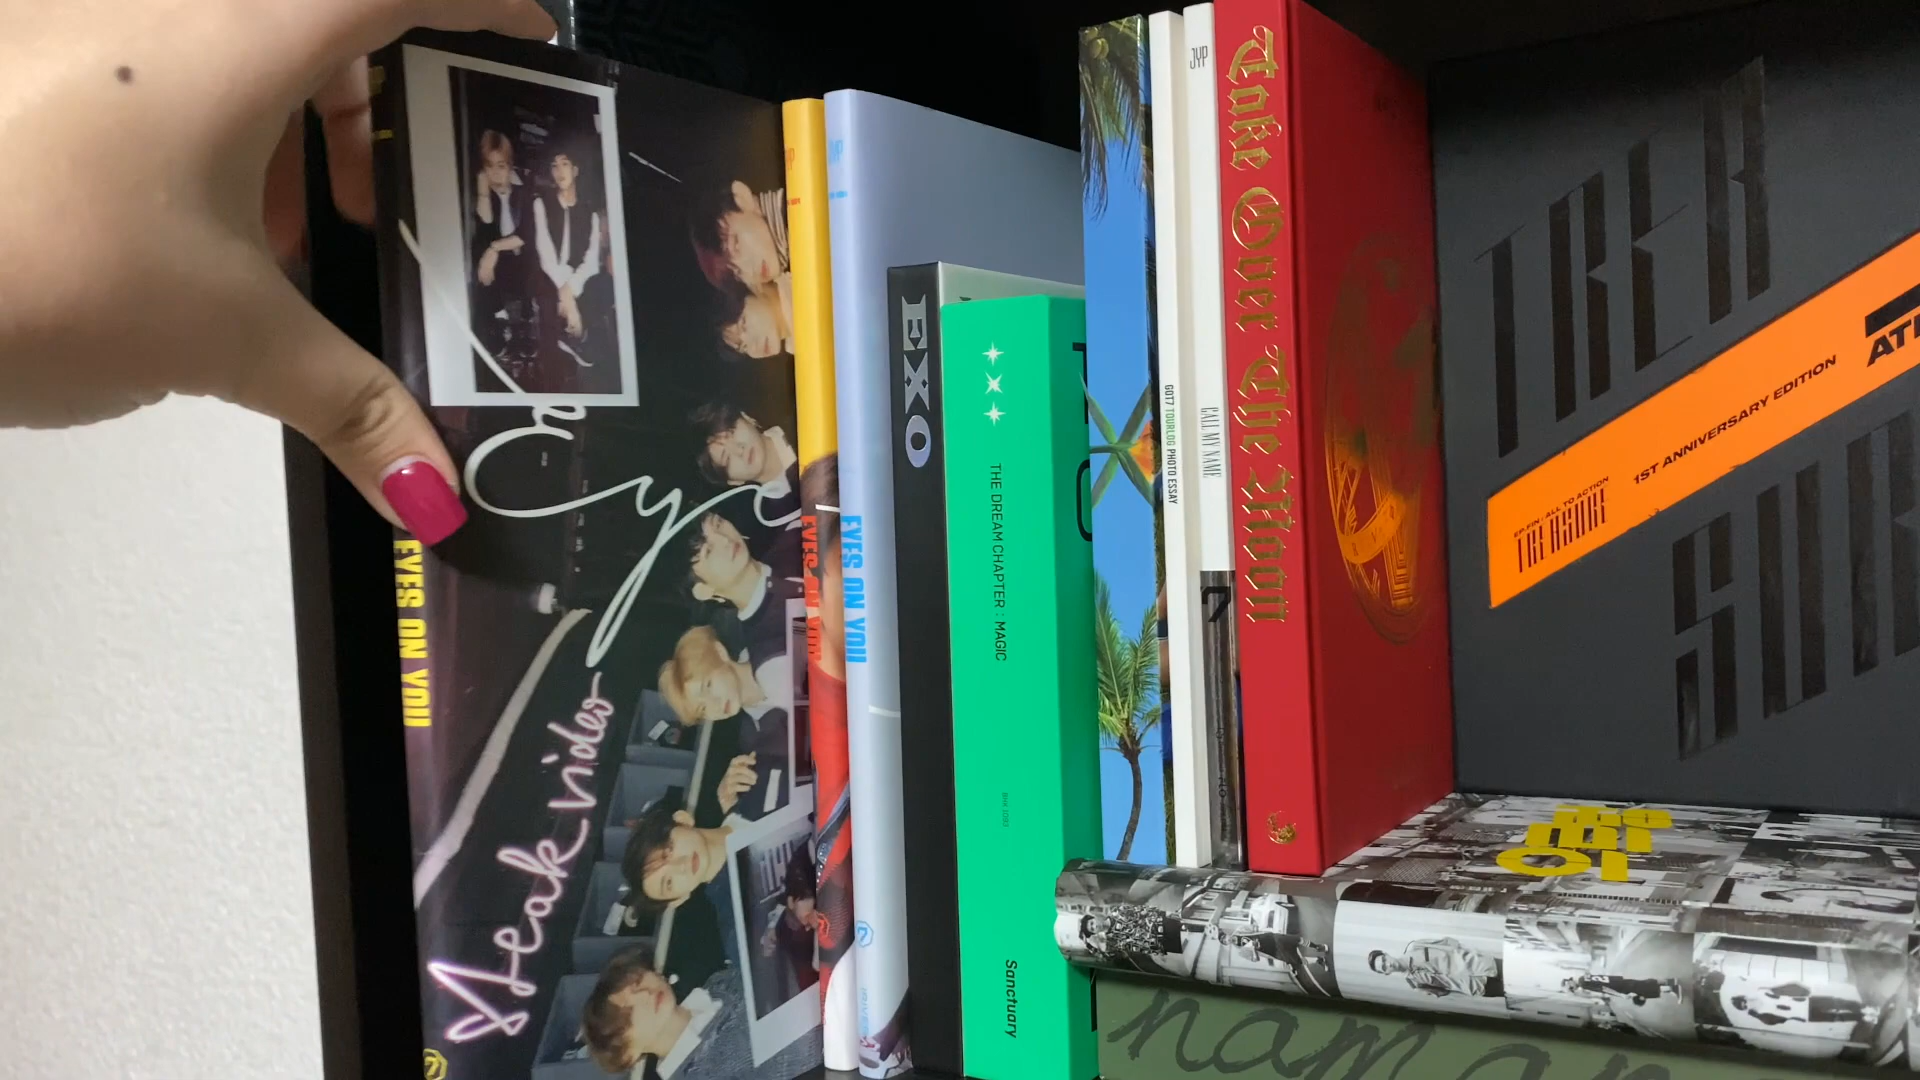 EYES ON YOU
Eye
Sneak video
EYES ON YOU
EYES ON YOU
EXO
THE DREAM CHAPTER : MAGIC
Sanctuary
GOT7 TOURLOG PHOTO ESSAY
JYP
CALL MY NAME
7
Take Over The Moon
TREA
SUR
EP.FIN : ALL TO ACTION
TREASURE
1ST ANNIVERSARY EDITION
ATE